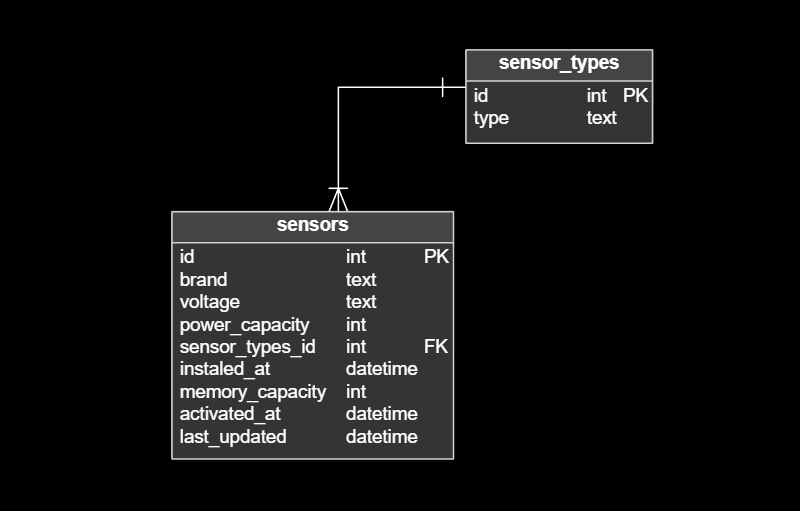 sensor_types
id int PK
type text
sensors
id int PK
brand text
voltage text
power_capacity int
sensor_types_id int FK
instaled_at datetime
memory_capacity int
activated_at datetime
last_updated datetime